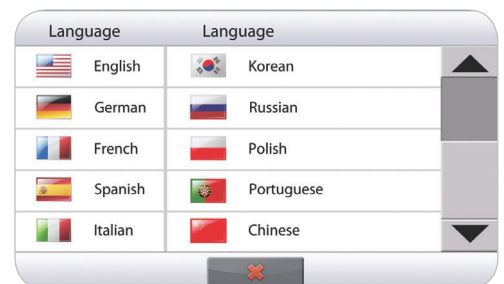 Language Language
English Korean
German Russian
French Polish
Spanish Portuguese
Italian Chinese